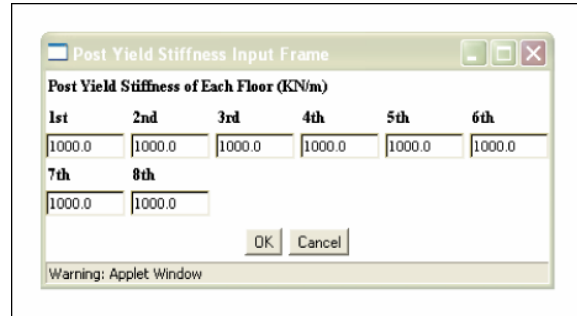 Post Yield Stiffness Input Frame
Post Yield Stiffness of Each Floor (KN/m)
1st 2nd 3rd 4th 5th 6th
1000.0 1000.0 1000.0 1000.0 1000.0 1000.0
7th 8th
1000.0 1000.0
OK Cancel
Warning: Applet Window